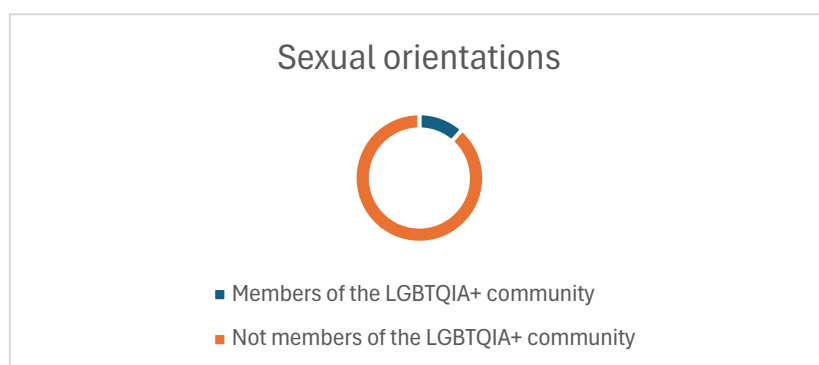 Sexual orientations
Members of the LGBTQIA+ community
Not members of the LGBTQIA+ community